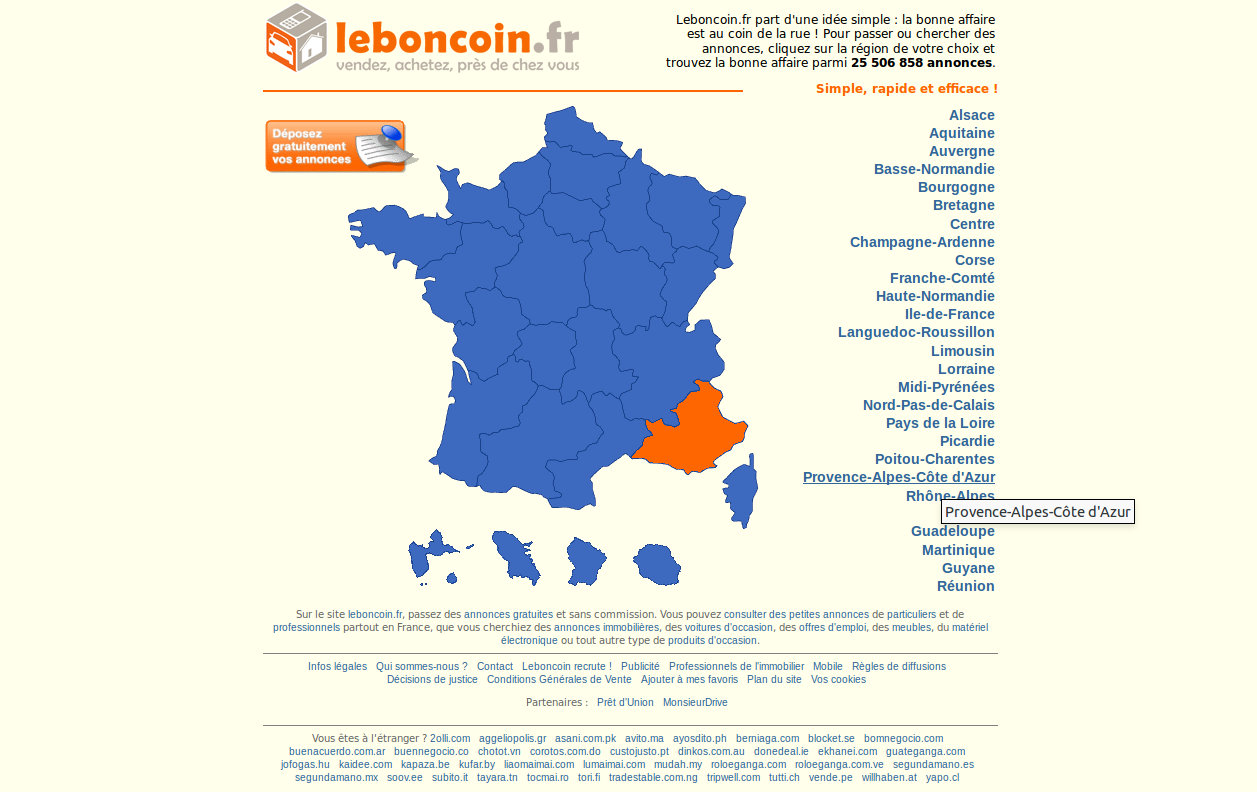 leboncoin.fr
vendez, achetez, près de chez vous
Leboncoin.fr part d'une idée simple : la bonne affaire
est au coin de la rue ! Pour passer ou chercher des
annonces, cliquez sur la région de votre choix et
trouvez la bonne affaire parmi 25 506 858 annonces.
Simple, rapide et efficace !
Déposez
gratuitement
vos annonces
Alsace
Aquitaine
Auvergne
Basse-Normandie
Bourgogne
Bretagne
Centre
Champagne-Ardenne
Corse
Franche-Comté
Haute-Normandie
Ile-de-France
Languedoc-Roussillon
Limousin
Lorraine
Midi-Pyrénées
Nord-Pas-de-Calais
Pays de la Loire
Picardie
Poitou-Charentes
Provence-Alpes-Côte d'Azur
Rhône-Alpes
Provence-Alpes-Côte d'Azur
Guadeloupe
Martinique
Guyane
Réunion
Sur le site leboncoin.fr, passez des annonces gratuites et sans commission. Vous pouvez consulter des petites annonces de particuliers et de
professionnels partout en France, que vous cherchiez des annonces immobilières, des voitures d'occasion, des offres d'emploi, des meubles, du matériel
électronique ou tout autre type de produits d'occasion.
Infos légales Qui sommes-nous ? Contact Leboncoin recrute ! Publicité Professionnels de l'immobilier Mobile Règles de diffusions
Décisions de justice Conditions Générales de Vente Ajouter à mes favoris Plan du site Vos cookies
Partenaires : Prêt d'Union MonsieurDrive
Vous êtes à l'étranger ? 2olli.com aggeliopolis.gr asani.com.pk avito.ma ayosdito.ph berniaga.com blocket.se bomnegocio.com
buenacuerdo.com.ar buennegocio.co chotot.vn corotos.com.do custojusto.pt dinkos.com.au donedeal.ie ekhanei.com guateganga.com
jofogas.hu kaidee.com kapaza.be kufar.by liaomaimai.com lumaimai.com mudah.my roloeganga.com roloeganga.com.ve segundamano.es
segundamano.mx soov.ee subito.it tayara.tn tocmai.ro tori.fi tradestable.com.ng tripwell.com tutti.ch vende.pe willhaben.at yapo.cl